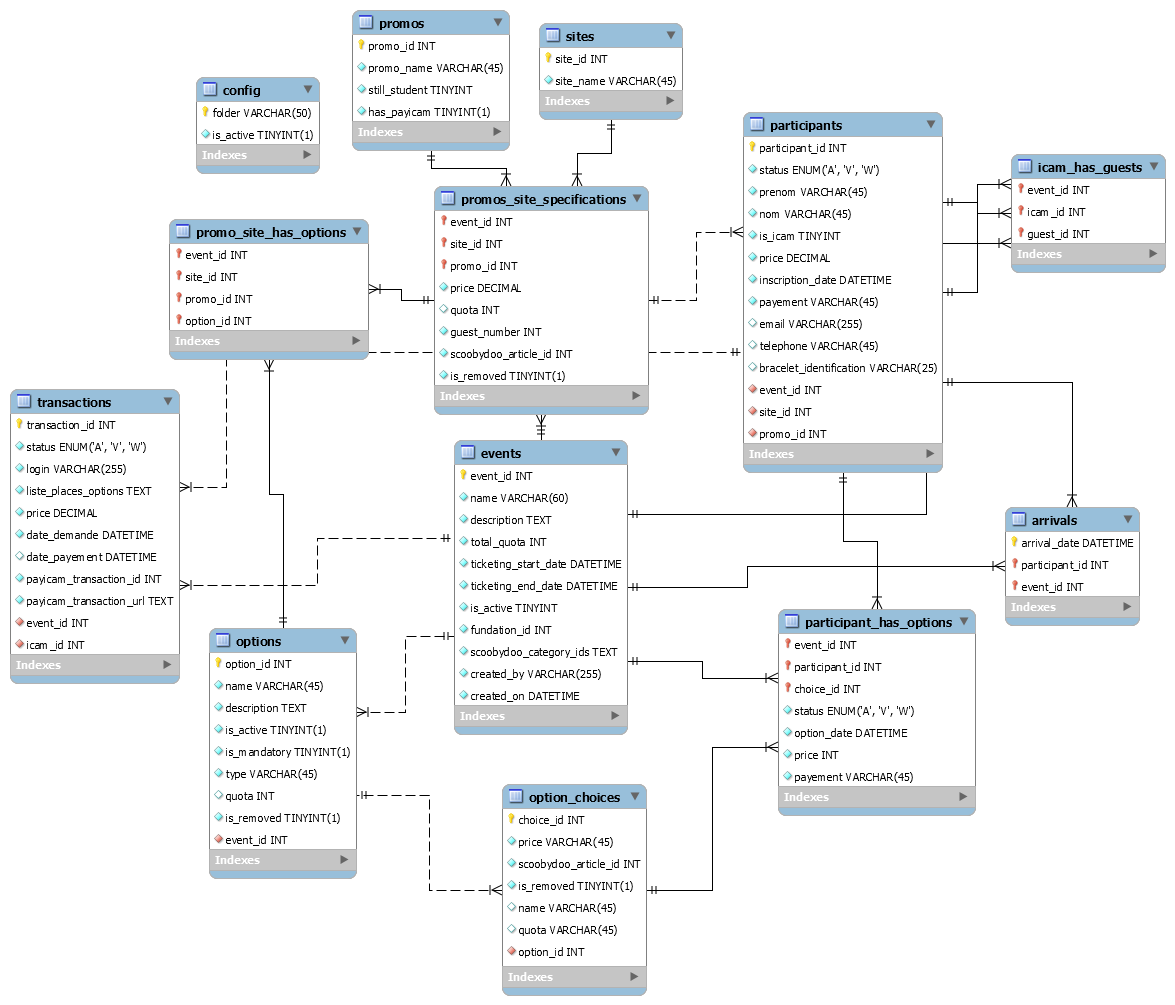 promos
promo_id INT
promo_name VARCHAR(45)
still_student TINYINT
has_payicam TINYINT(1)
Indexes
sites
site_id INT
site_name VARCHAR(45)
Indexes
config
folder VARCHAR(50)
is_active TINYINT(1)
Indexes
participants
participant_id INT
status ENUM('A', 'V', 'W')
prenom VARCHAR(45)
nom VARCHAR(45)
is_icam TINYINT
price DECIMAL
inscription_date DATETIME
payement VARCHAR(45)
email VARCHAR(255)
telephone VARCHAR(45)
bracelet_identification VARCHAR(25)
event_id INT
site_id INT
promo_id INT
Indexes
icam_has_guests
event_id INT
icam_id INT
guest_id INT
Indexes
promos_site_specifications
event_id INT
site_id INT
promo_id INT
price DECIMAL
quota INT
guest_number INT
scoobydoo_article_id INT
is_removed TINYINT(1)
Indexes
promo_site_has_options
event_id INT
site_id INT
promo_id INT
option_id INT
Indexes
transactions
transaction_id INT
status ENUM('A', 'V', 'W')
login VARCHAR(255)
liste_places_options TEXT
price DECIMAL
date_demande DATETIME
date_payement DATETIME
payicam_transaction_id INT
payicam_transaction_url TEXT
event_id INT
icam_id INT
Indexes
events
event_id INT
name VARCHAR(60)
description TEXT
total_quota INT
ticketing_start_date DATETIME
ticketing_end_date DATETIME
is_active TINYINT
fundation_id INT
scoobydoo_category_ids TEXT
created_by VARCHAR(255)
created_on DATETIME
Indexes
arrivals
arrival_date DATETIME
participant_id INT
event_id INT
Indexes
options
option_id INT
name VARCHAR(45)
description TEXT
is_active TINYINT(1)
is_mandatory TINYINT(1)
type VARCHAR(45)
quota INT
is_removed TINYINT(1)
event_id INT
Indexes
participant_has_options
event_id INT
participant_id INT
choice_id INT
status ENUM('A', 'V', 'W')
option_date DATETIME
price INT
payement VARCHAR(45)
Indexes
option_choices
choice_id INT
price VARCHAR(45)
scoobydoo_article_id INT
is_removed TINYINT(1)
name VARCHAR(45)
quota VARCHAR(45)
option_id INT
Indexes